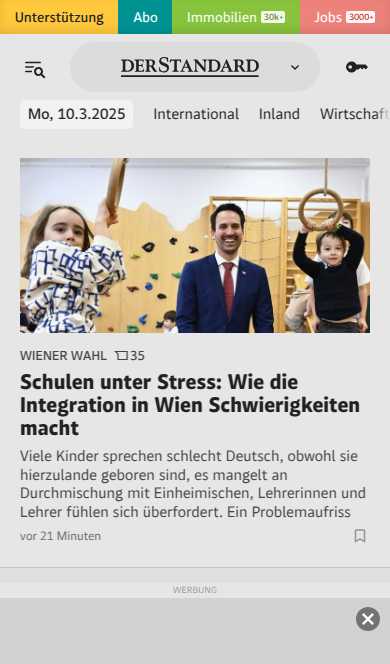 Unterstützung Abo Immobilien 30k+ Jobs 3000+
DERSTANDARD
Mo, 10.3.2025 International Inland Wirtschaft
WIENER WAHL 35
Schulen unter Stress: Wie die
Integration in Wien Schwierigkeiten
macht
Viele Kinder sprechen schlecht Deutsch, obwohl sie
hierzulande geboren sind, es mangelt an
Durchmischung mit Einheimischen, Lehrerinnen und
Lehrer fühlen sich überfordert. Ein Problemaufriss
vor 21 Minuten
WERBUNG